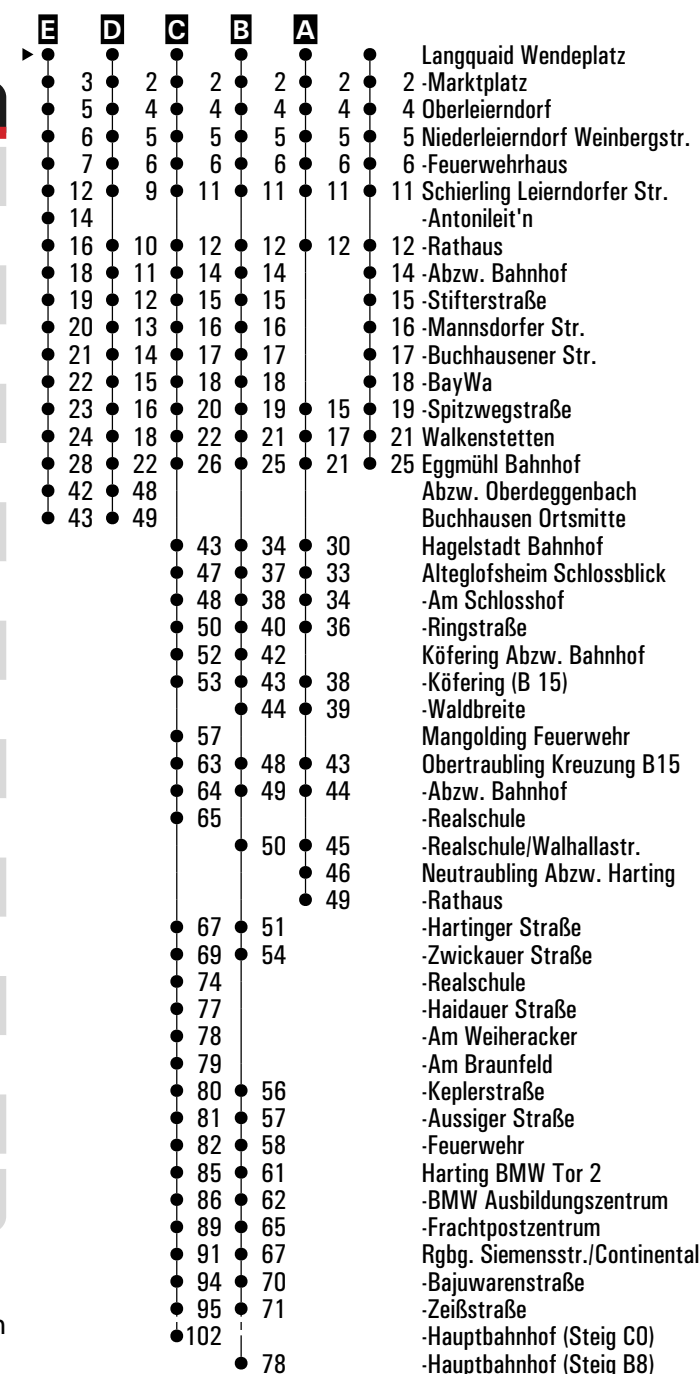 E D C B A
Langquaid Wendeplatz
3 2 2 2 2 2 -Marktplatz
5 4 4 4 4 4 Oberleierndorf
6 5 5 5 5 5 Niederleierndorf Weinbergstr.
7 6 6 6 6 6 -Feuerwehrhaus
12 9 11 11 11 11 Schierling Leierndorfer Str.
14 -Antonileit'n
16 10 12 12 12 12 -Rathaus
18 11 14 14 14 -Abzw. Bahnhof
19 12 15 15 15 -Stifterstraße
20 13 16 16 16 -Mannsdorfer Str.
21 14 17 17 17 -Buchhausener Str.
22 15 18 18 18 -BayWa
23 16 20 19 15 19 -Spitzwegstraße
24 18 22 21 17 21 Walkenstetten
28 22 26 25 21 25 Eggmühl Bahnhof
42 48 Abzw. Oberdeggenbach
43 49 Buchhausen Ortsmitte
43 34 30 Hagelstadt Bahnhof
47 37 33 Alteglofsheim Schlossblick
48 38 34 -Am Schlosshof
50 40 36 -Ringstraße
52 42 Köfering Abzw. Bahnhof
53 43 38 -Köfering (B 15)
44 39 -Waldbreite
57 Mangolding Feuerwehr
63 48 43 Obertraubling Kreuzung B15
64 49 44 -Abzw. Bahnhof
65 -Realschule
50 45 -Realschule/Walhallastr.
46 Neutraubling Abzw. Harting
49 -Rathaus
67 51 -Hartinger Straße
69 54 -Zwickauer Straße
74 -Realschule
77 -Haidauer Straße
78 -Am Weiheracker
79 -Am Braunfeld
80 56 -Keplerstraße
81 57 -Aussiger Straße
82 58 -Feuerwehr
85 61 Harting BMW Tor 2
86 62 -BMW Ausbildungszentrum
89 65 -Frachtpostzentrum
91 67 Rgbg. Siemensstr./Continental
94 70 -Bajuwarenstraße
95 71 -Zeißstraße
102 -Hauptbahnhof (Steig C0)
78 -Hauptbahnhof (Steig B8)